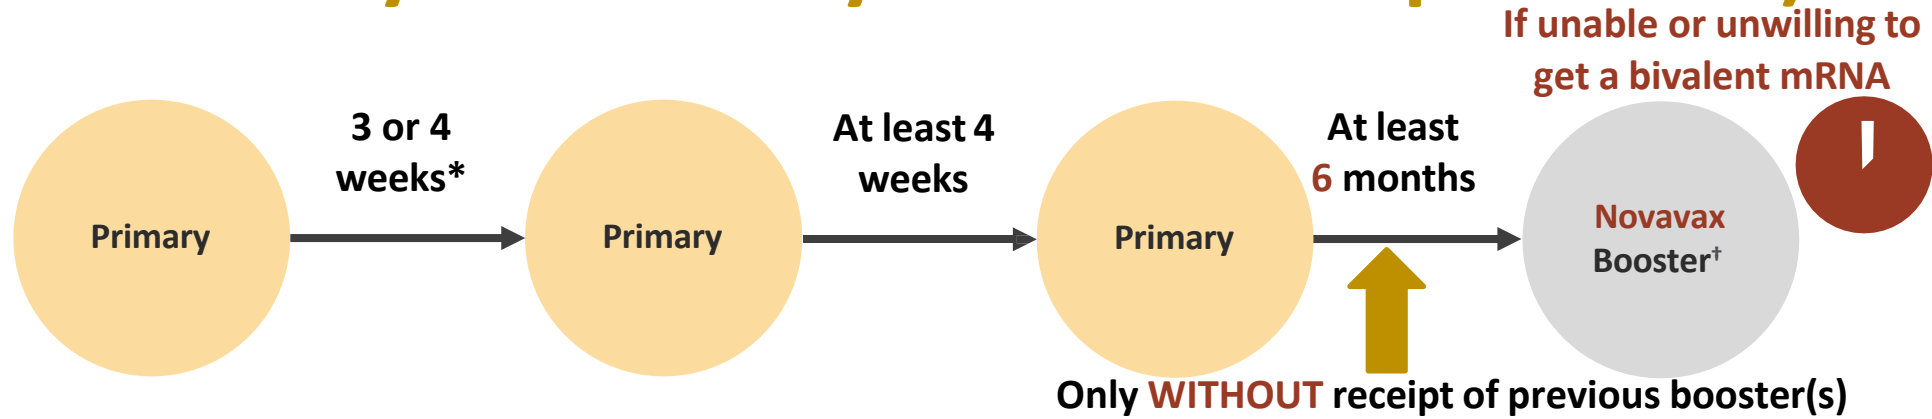 If unable or unwilling to
get a bivalent mRNA
3 or 4
weeks*
At least 4
weeks
At least
6 months
Primary
Primary
Primary
Novavax
Booster†
Only WITHOUT receipt of previous booster(s)